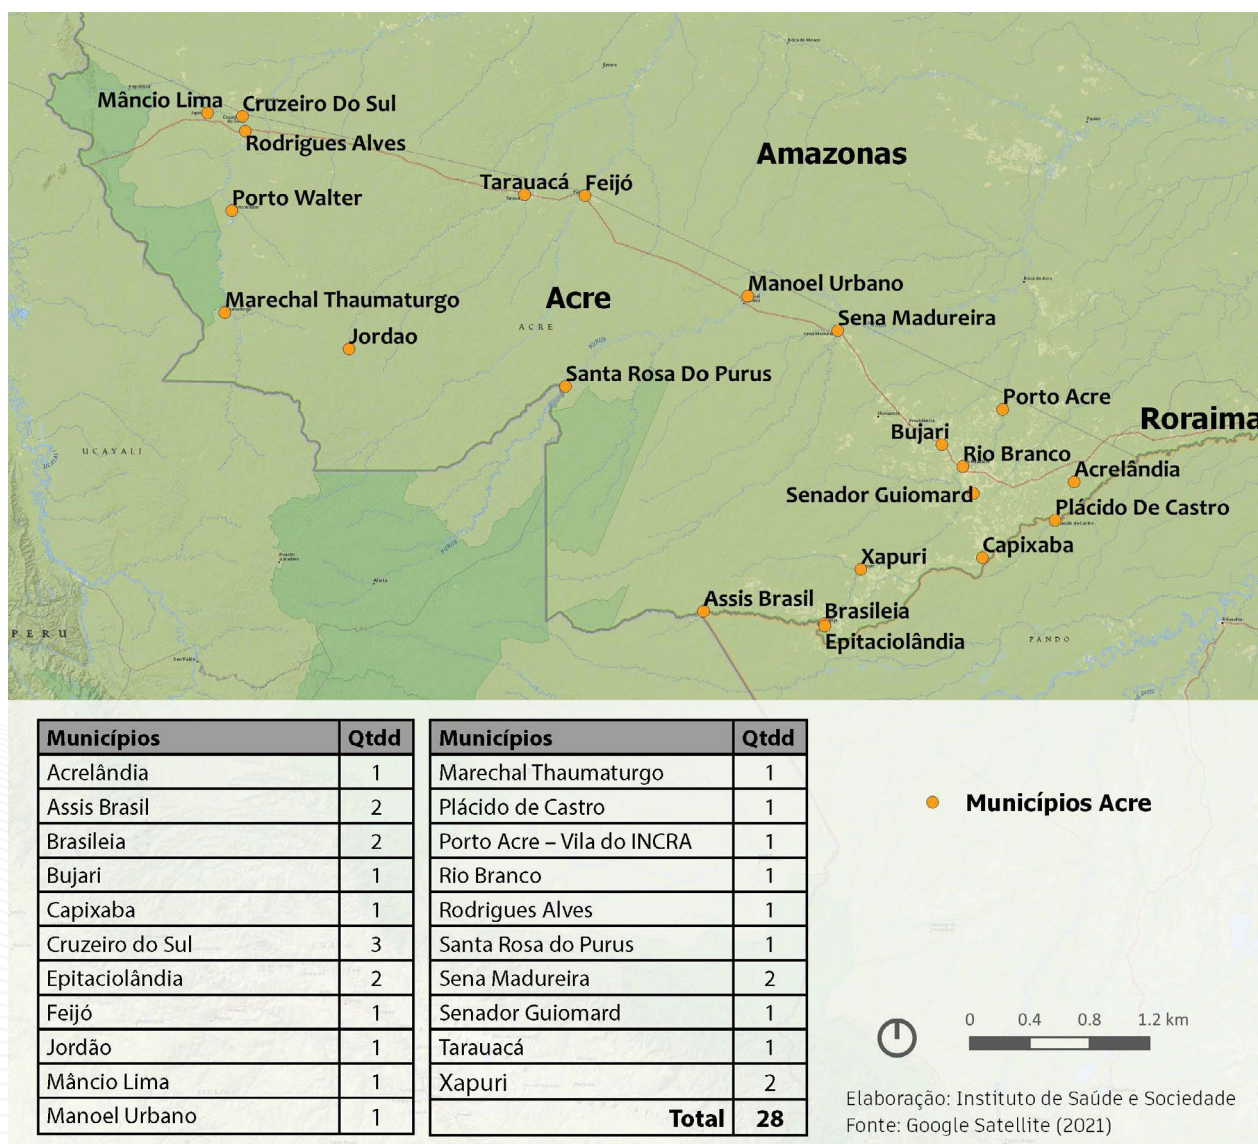 Mâncio Lima
Cruzeiro Do Sul
Rodrigues Alves
Amazonas
Tarauacá
Feijó
Porto Walter
Manoel Urbano
Acre
Marechal Thaumaturgo
Sena Madureira
ACRE
Jordao
PURUS
Santa Rosa Do Purus
Porto Acre
Roraima
Bujari
Rio Branco
UCAYALI
Acrelândia
Senador Guiomard
Plácido De Castro
Capixaba
Xapuri
PURUS
Assis Brasil
Brasileia
PERU
Epitaciolândia
PANDO
Municípios Qtdd
Acrelândia 1
Assis Brasil 2
Brasileia 2
Bujari 1
Capixaba 1
Cruzeiro do Sul 3
Epitaciolândia 2
Feijó 1
Jordão 1
Mâncio Lima 1
Manoel Urbano 1
Municípios Qtdd
Marechal Thaumaturgo 1
Plácido de Castro 1
Porto Acre – Vila do INCRA 1
Rio Branco 1
Rodrigues Alves 1
Santa Rosa do Purus 1
Sena Madureira 2
Senador Guiomard 1
Tarauacá 1
Xapuri 2
Total 28
Municípios Acre
0 0.4 0.8 1.2 km
Elaboração: Instituto de Saúde e Sociedade
Fonte: Google Satellite (2021)